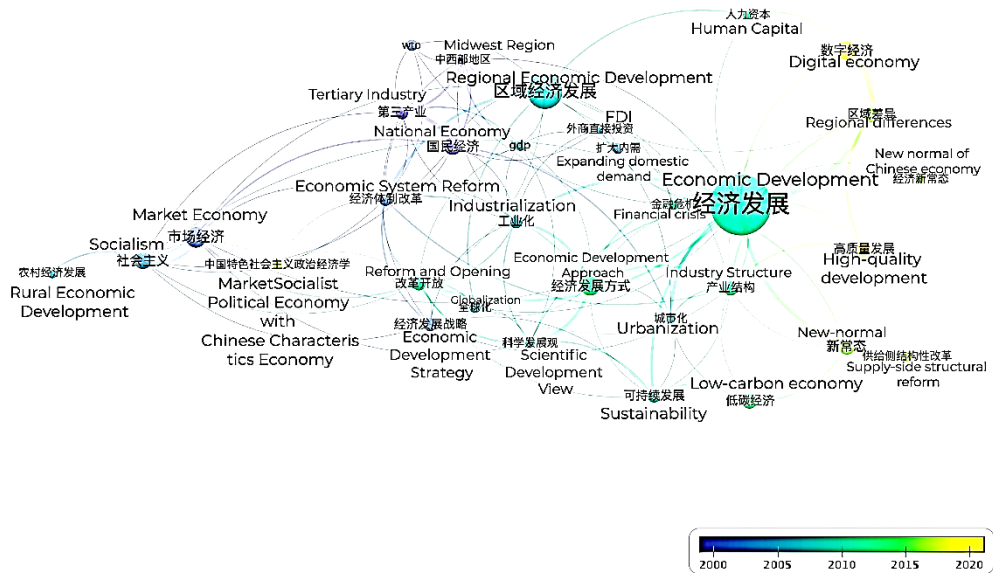 人力资本
Human Capital
wto
Midwest Region
中西部地区
数字经济
Digital economy
Regional Economic Development
区域经济发展
Tertiary Industry
第三产业
FDI
外商直接投资
区域差异
Regional differences
National Economy
国民经济
gdp
扩大内需
Expanding domestic
demand
New normal of
Chinese economy
经济新常态
Economic Development
经济发展
Economic System Reform
经济体制改革
Industrialization
工业化
金融危机
Financial crisis
Market Economy
市场经济
Socialism
社会主义
农村经济发展
Rural Economic
Development
中国特色社会主义政治经济学
MarketSocialist
Political Economy
with
Chinese Characteris
tics Economy
Reform and Opening
改革开放
Economic Development
Approach
经济发展方式
Industry Structure
产业结构
高质量发展
High-quality
development
Globalization
全球化
经济发展战略
Economic
Development
Strategy
科学发展观
Scientific
Development
View
城市化
Urbanization
New-normal
新常态
供给侧结构性改革
Supply-side structural
reform
可持续发展
Sustainability
Low-carbon economy
低碳经济
2000 2005 2010 2015 2020